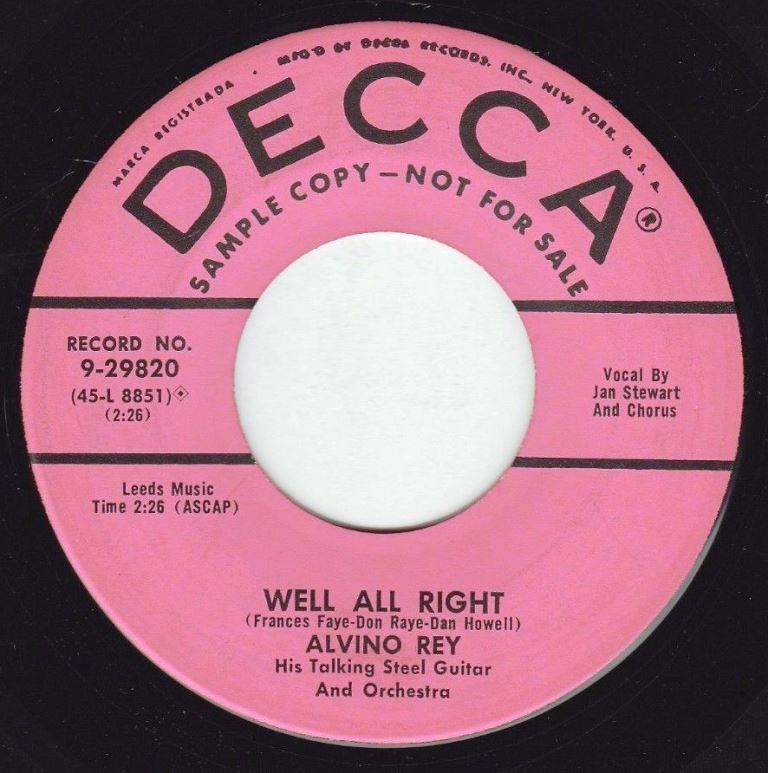 MARCA REGISTRADA • MF'D BY DECCA RECORDS, INC., NEW YORK, U.S.A.
DECCA®
SAMPLE COPY—NOT FOR SALE
RECORD NO.
9-29820
(45-L 8851)
(2:26)
Vocal By
Jan Stewart
And Chorus
Leeds Music
Time 2:26 (ASCAP)
WELL ALL RIGHT
(Frances Faye-Don Raye-Dan Howell)
ALVINO REY
His Talking Steel Guitar
And Orchestra